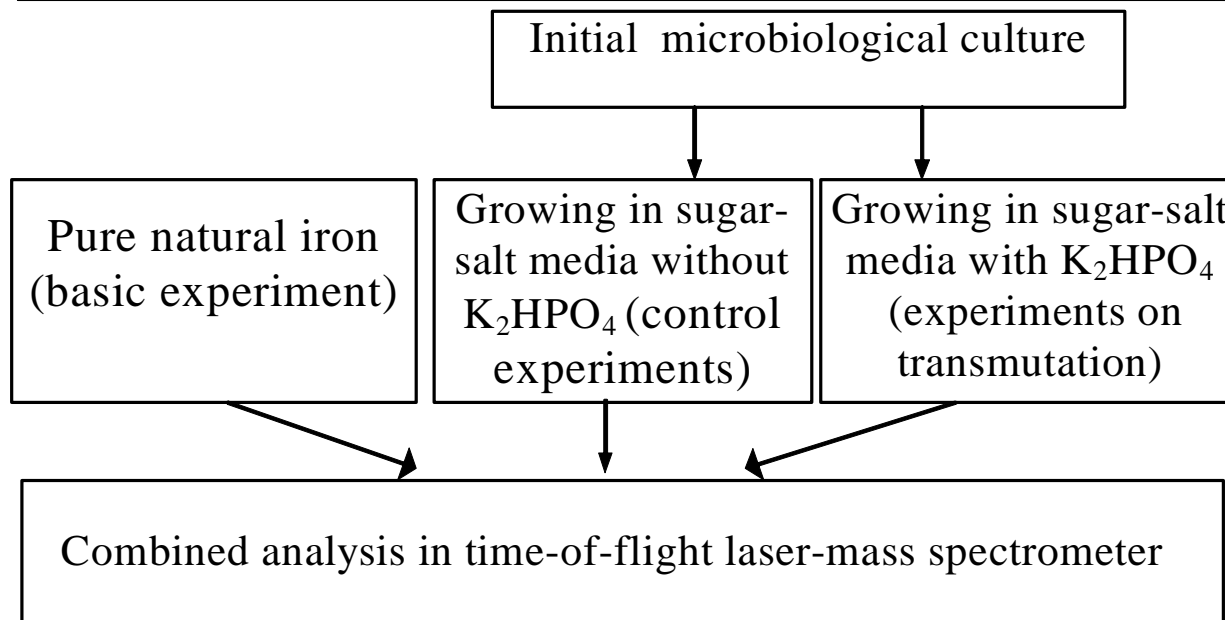 Initial microbiological culture
Pure natural iron
(basic experiment)
Growing in sugar-
salt media without
K₂HPO₄ (control
experiments)
Growing in sugar-salt
media with K₂HPO₄
(experiments on
transmutation)
Combined analysis in time-of-flight laser-mass spectrometer